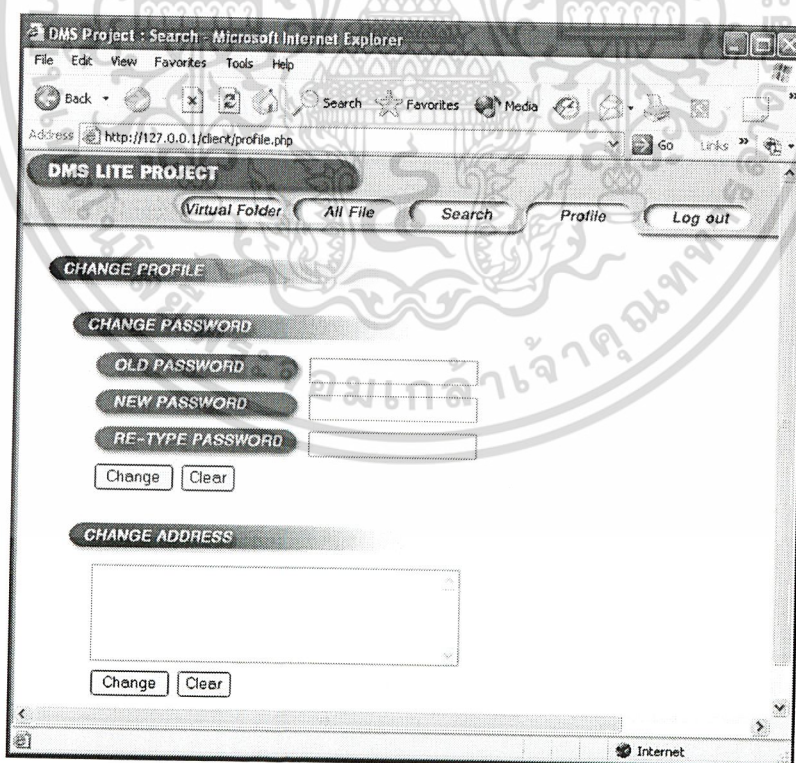 DMS Project : Search - Microsoft Internet Explorer
File Edit View Favorites Tools Help
Back Search Favorites Media
Address http://127.0.0.1/client/profile.php Go Links »
DMS LITE PROJECT
Virtual Folder All File Search Profile Log out
CHANGE PROFILE
CHANGE PASSWORD
OLD PASSWORD
NEW PASSWORD
RE-TYPE PASSWORD
Change Clear
CHANGE ADDRESS
Change Clear
Internet